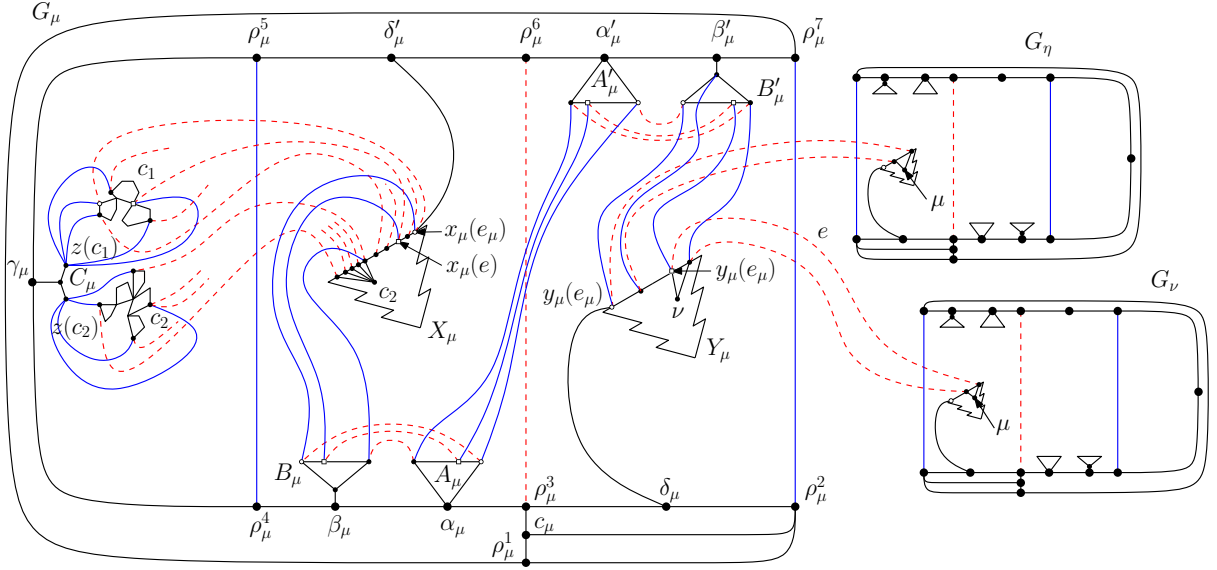 G_μ
ρ_μ^5 δ'_μ ρ_μ^6 α'_μ β'_μ ρ_μ^7
G_η
A'_μ B'_μ
c_1
μ
z(c_1)
x_μ(e_μ)
e
γ_μ C_μ
x_μ(e) y_μ(e_μ)
c_2 y_μ(e_μ)
G_ν
z(c_2) c_2 ν
X_μ Y_μ
μ
B_μ A_μ
ρ_μ^4 β_μ α_μ ρ_μ^3 δ_μ ρ_μ^2
c_μ
ρ_μ^1